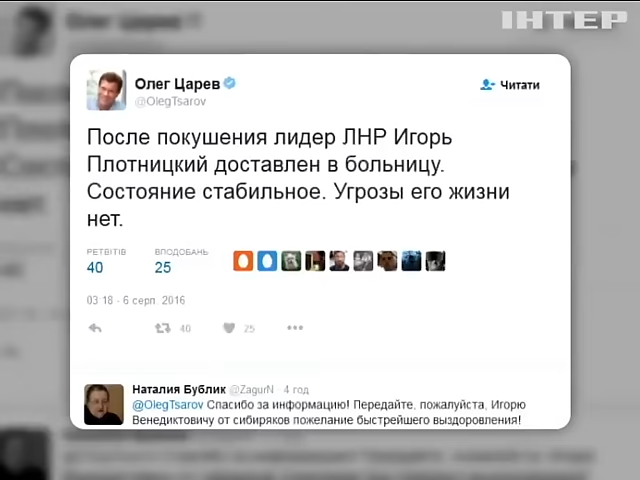 ІНТЕР
Олег Царев
@OlegTsarov
Читати
После покушения лидер ЛНР Игорь
Плотницкий доставлен в больницу.
Состояние стабильное. Угрозы его жизни
нет.
РЕТВІТІВ ВПОДОБАНЬ
40 25
03:18 - 6 серп. 2016
40 25
Наталия Бублик @ZagurN 4 год
@OlegTsarov Спасибо за информацию! Передайте, пожалуйста, Игорю
Венедиктовичу от сибиряков пожелание быстрейшего выздоровления!